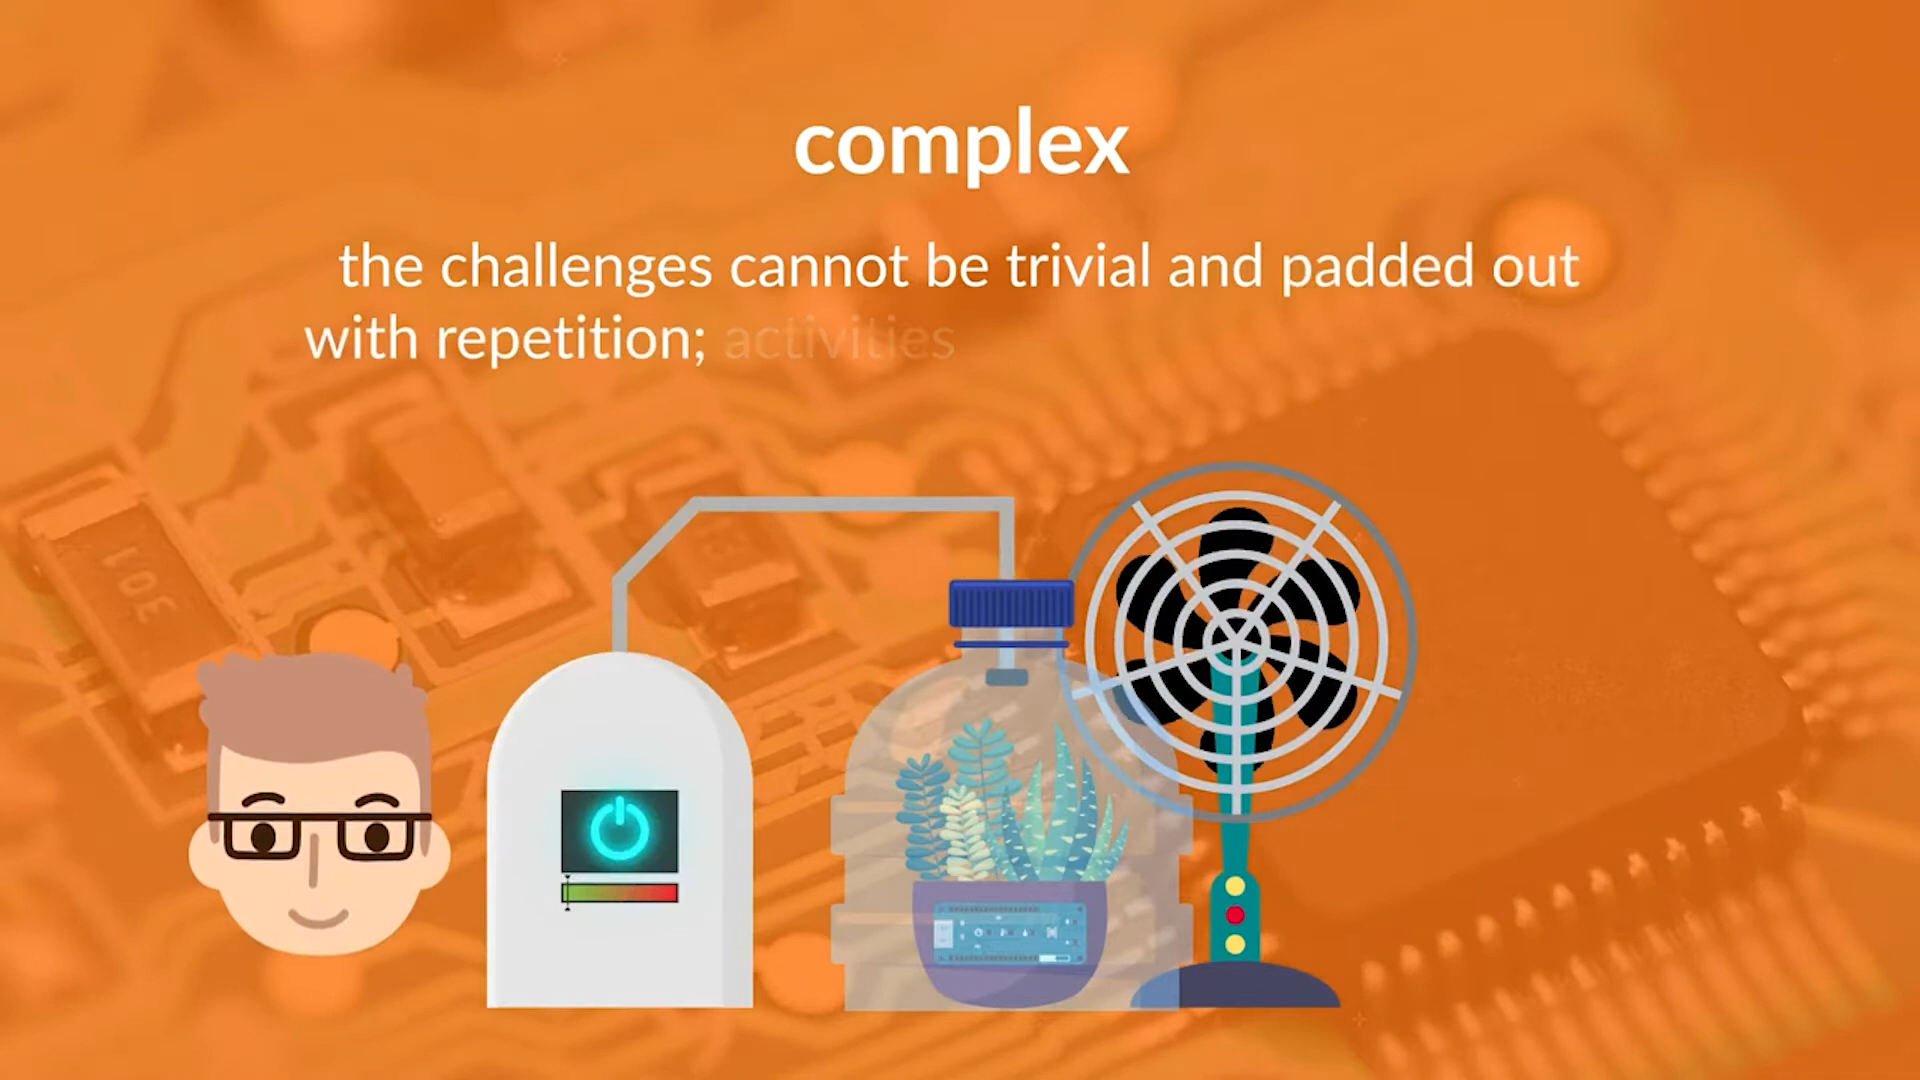 complex
the challenges cannot be trivial and padded out
with repetition; activities